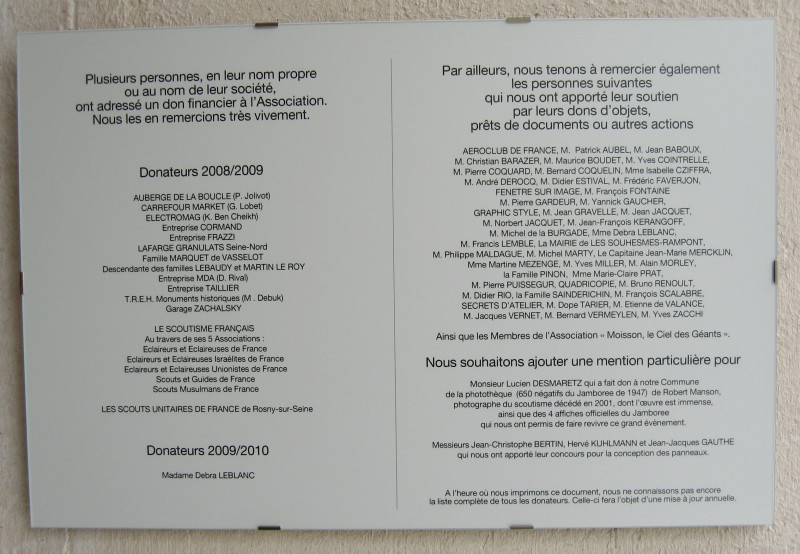 Plusieurs personnes, en leur nom propre
ou au nom de leur société,
ont adressé un don financier à l'Association.
Nous les en remercions très vivement.
Donateurs 2008/2009
AUBERGE DE LA BOUCLE (P. Jolivot)
CARREFOUR MARKET (G. Lobet)
ELECTROMAG (K. Ben Cheikh)
Entreprise CORMAND
Entreprise FRAZZI
LAFARGE GRANULATS Seine-Nord
Famille MARQUET de VASSELOT
Descendante des familles LEBAUDY et MARTIN LE ROY
Entreprise MDA (D. Rival)
Entreprise TAILLIER
T.R.E.H. Monuments historiques (M . Debuk)
Garage ZACHALSKY
LE SCOUTISME FRANÇAIS
Au travers de ses 5 Associations :
Eclaireurs et Eclaireuses de France
Eclaireurs et Eclaireuses Israélites de France
Eclaireurs et Eclaireuses Unionistes de France
Scouts et Guides de France
Scouts Musulmans de France
LES SCOUTS UNITAIRES DE FRANCE de Rosny-sur-Seine
Donateurs 2009/2010
Madame Debra LEBLANC
Par ailleurs, nous tenons à remercier également
les personnes suivantes
qui nous ont apporté leur soutien
par leurs dons d'objets,
prêts de documents ou autres actions
AEROCLUB DE FRANCE, M. Patrick AUBEL, M. Jean BABOUX,
M. Christian BARAZER, M. Maurice BOUDET, M. Yves COINTRELLE,
M. Pierre COQUARD, M. Bernard COQUELIN, Mme Isabelle CZIFFRA,
M. André DEROCQ, M. Didier ESTIVAL, M. Frédéric FAVERJON,
FENETRE SUR IMAGE, M. François FONTAINE
M. Pierre GARDEUR, M. Yannick GAUCHER,
GRAPHIC STYLE, M. Jean GRAVELLE, M. Jean JACQUET,
M. Norbert JACQUET, M. Jean-François KERANGOFF,
M. Michel de la BURGADE, Mme Debra LEBLANC,
M. Francis LEMBLE, La MAIRIE de LES SOUHESMES-RAMPONT,
M. Philippe MALDAGUE, M. Michel MARTY, Le Capitaine Jean-Marie MERCKLIN,
Mme Martine MEZENGE, M. Yves MILLER, M. Alain MORLEY,
la Famille PINON, Mme Marie-Claire PRAT,
M. Pierre PUISSEGUR, QUADRICOPIE, M. Bruno RENOULT,
M. Didier RIO, la Famille SAINDERICHIN, M. François SCALABRE,
SECRETS D'ATELIER, M. Dope TARIER, M. Etienne de VALANCE,
M. Jacques VERNET, M. Bernard VERMEYLEN, M. Yves ZACCHI
Ainsi que les Membres de l'Association « Moisson, le Ciel des Géants ».
Nous souhaitons ajouter une mention particulière pour
Monsieur Lucien DESMARETZ qui a fait don à notre Commune
de la photothèque (650 négatifs du Jamboree de 1947) de Robert Manson,
photographe du scoutisme décédé en 2001, dont l'œuvre est immense,
ainsi que des 4 affiches officielles du Jamboree
qui nous ont permis de faire revivre ce grand évènement.
Messieurs Jean-Christophe BERTIN, Hervé KUHLMANN et Jean-Jacques GAUTHE
qui nous ont apporté leur concours pour la conception des panneaux.
A l'heure où nous imprimons ce document, nous ne connaissons pas encore
la liste complète de tous les donateurs. Celle-ci fera l'objet d'une mise à jour annuelle.